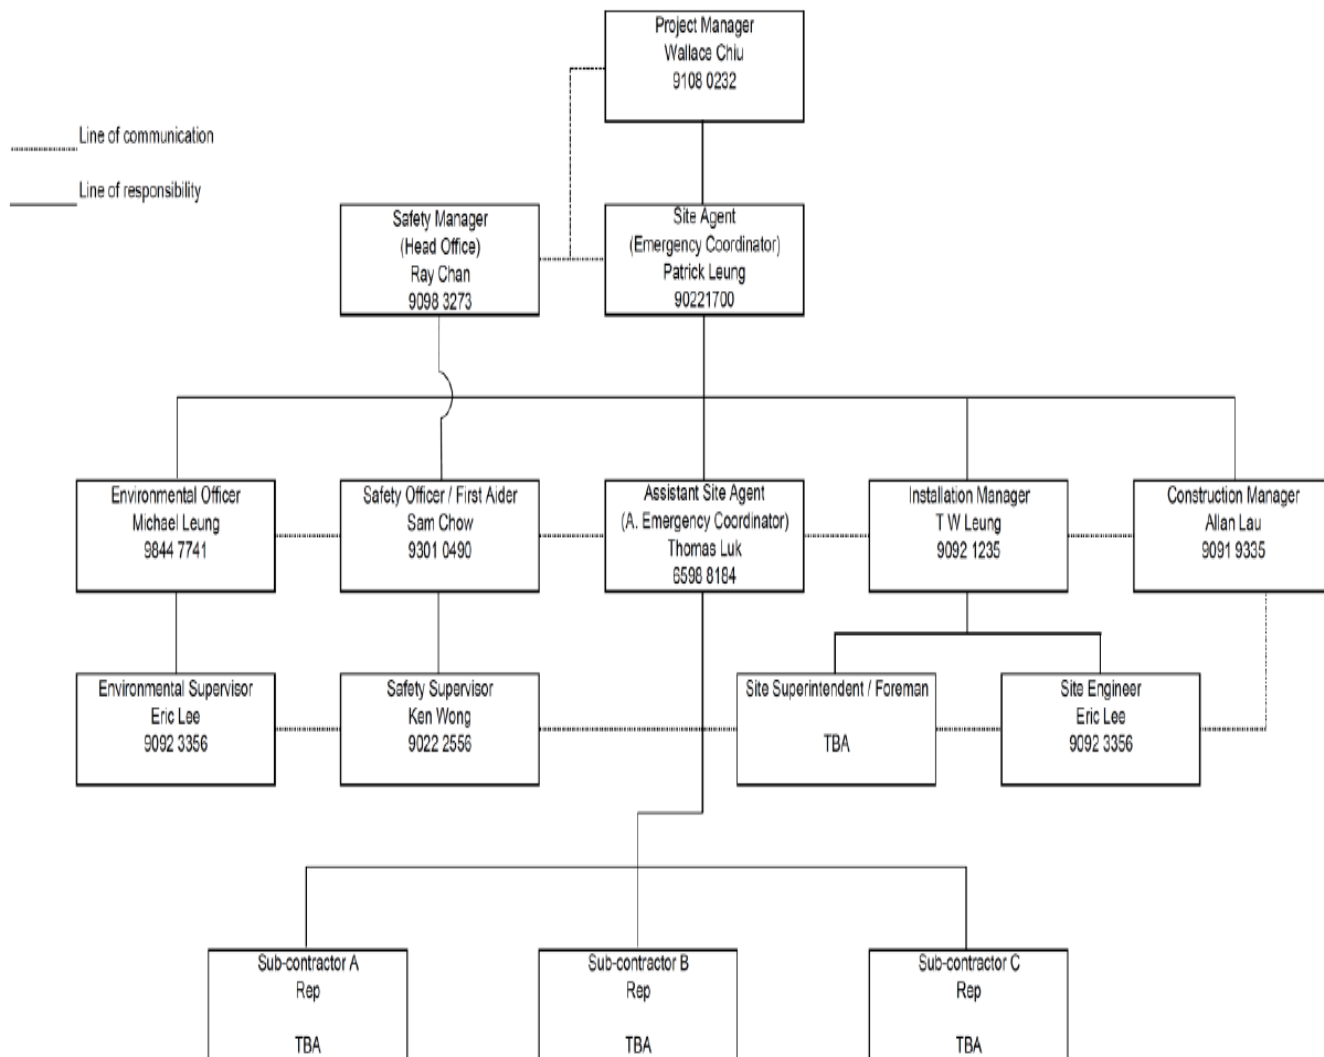 Project Manager
Wallace Chiu
9108 0232
Line of communication
Line of responsibility
Safety Manager
(Head Office)
Ray Chan
9098 3273
Site Agent
(Emergency Coordinator)
Patrick Leung
90221700
Environmental Officer
Michael Leung
9844 7741
Safety Officer / First Aider
Sam Chow
9301 0490
Assistant Site Agent
(A. Emergency Coordinator)
Thomas Luk
6598 8184
Installation Manager
T W Leung
9092 1235
Construction Manager
Allan Lau
9091 9335
Environmental Supervisor
Eric Lee
9092 3356
Safety Supervisor
Ken Wong
9022 2556
Site Superintendent / Foreman
TBA
Site Engineer
Eric Lee
9092 3356
Sub-contractor A
Rep
TBA
Sub-contractor B
Rep
TBA
Sub-contractor C
Rep
TBA